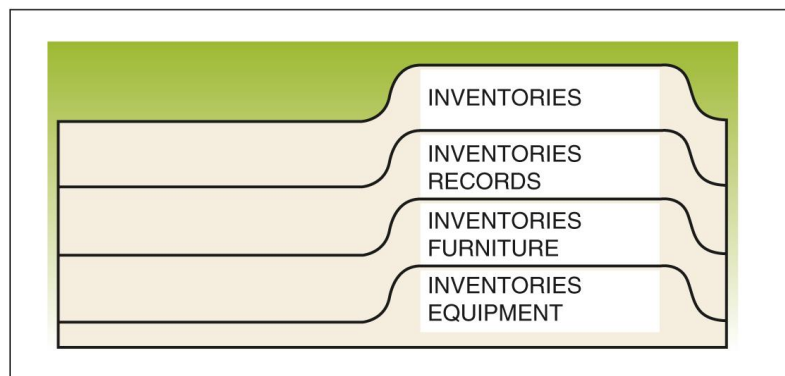 INVENTORIES
INVENTORIES
RECORDS
INVENTORIES
FURNITURE
INVENTORIES
EQUIPMENT